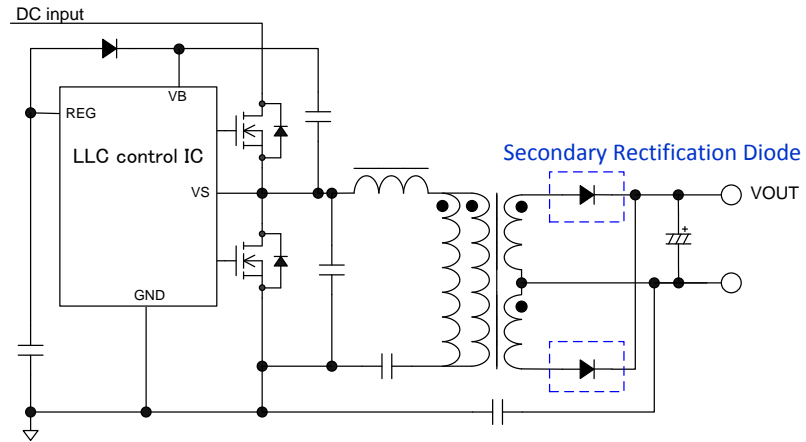 DC input
VB
REG
LLC control IC
Secondary Rectification Diode
VS
VOUT
+
GND